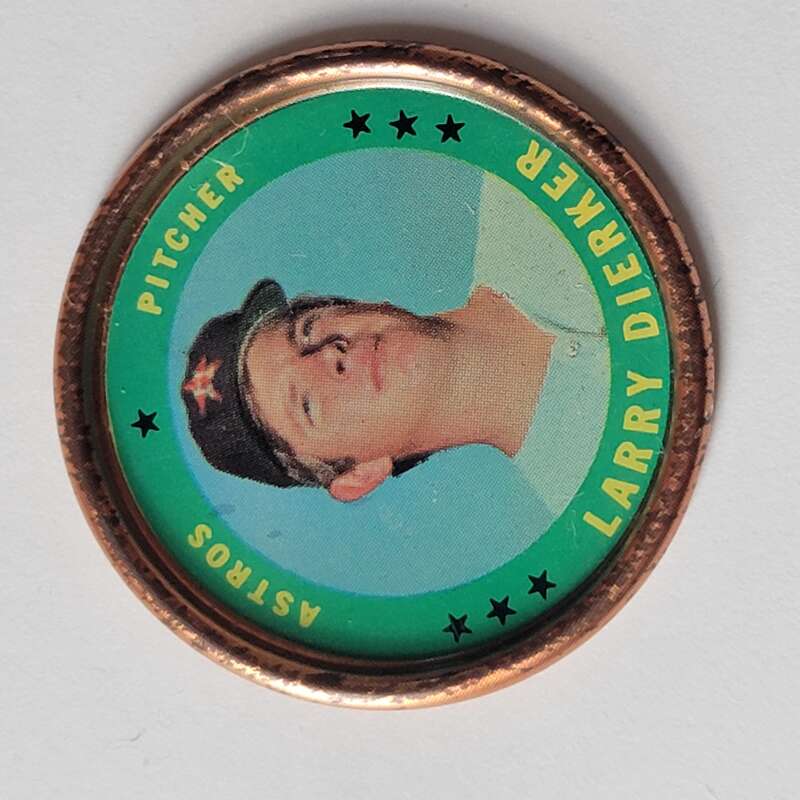 ASTROS
PITCHER
LARRY DIERKER
H